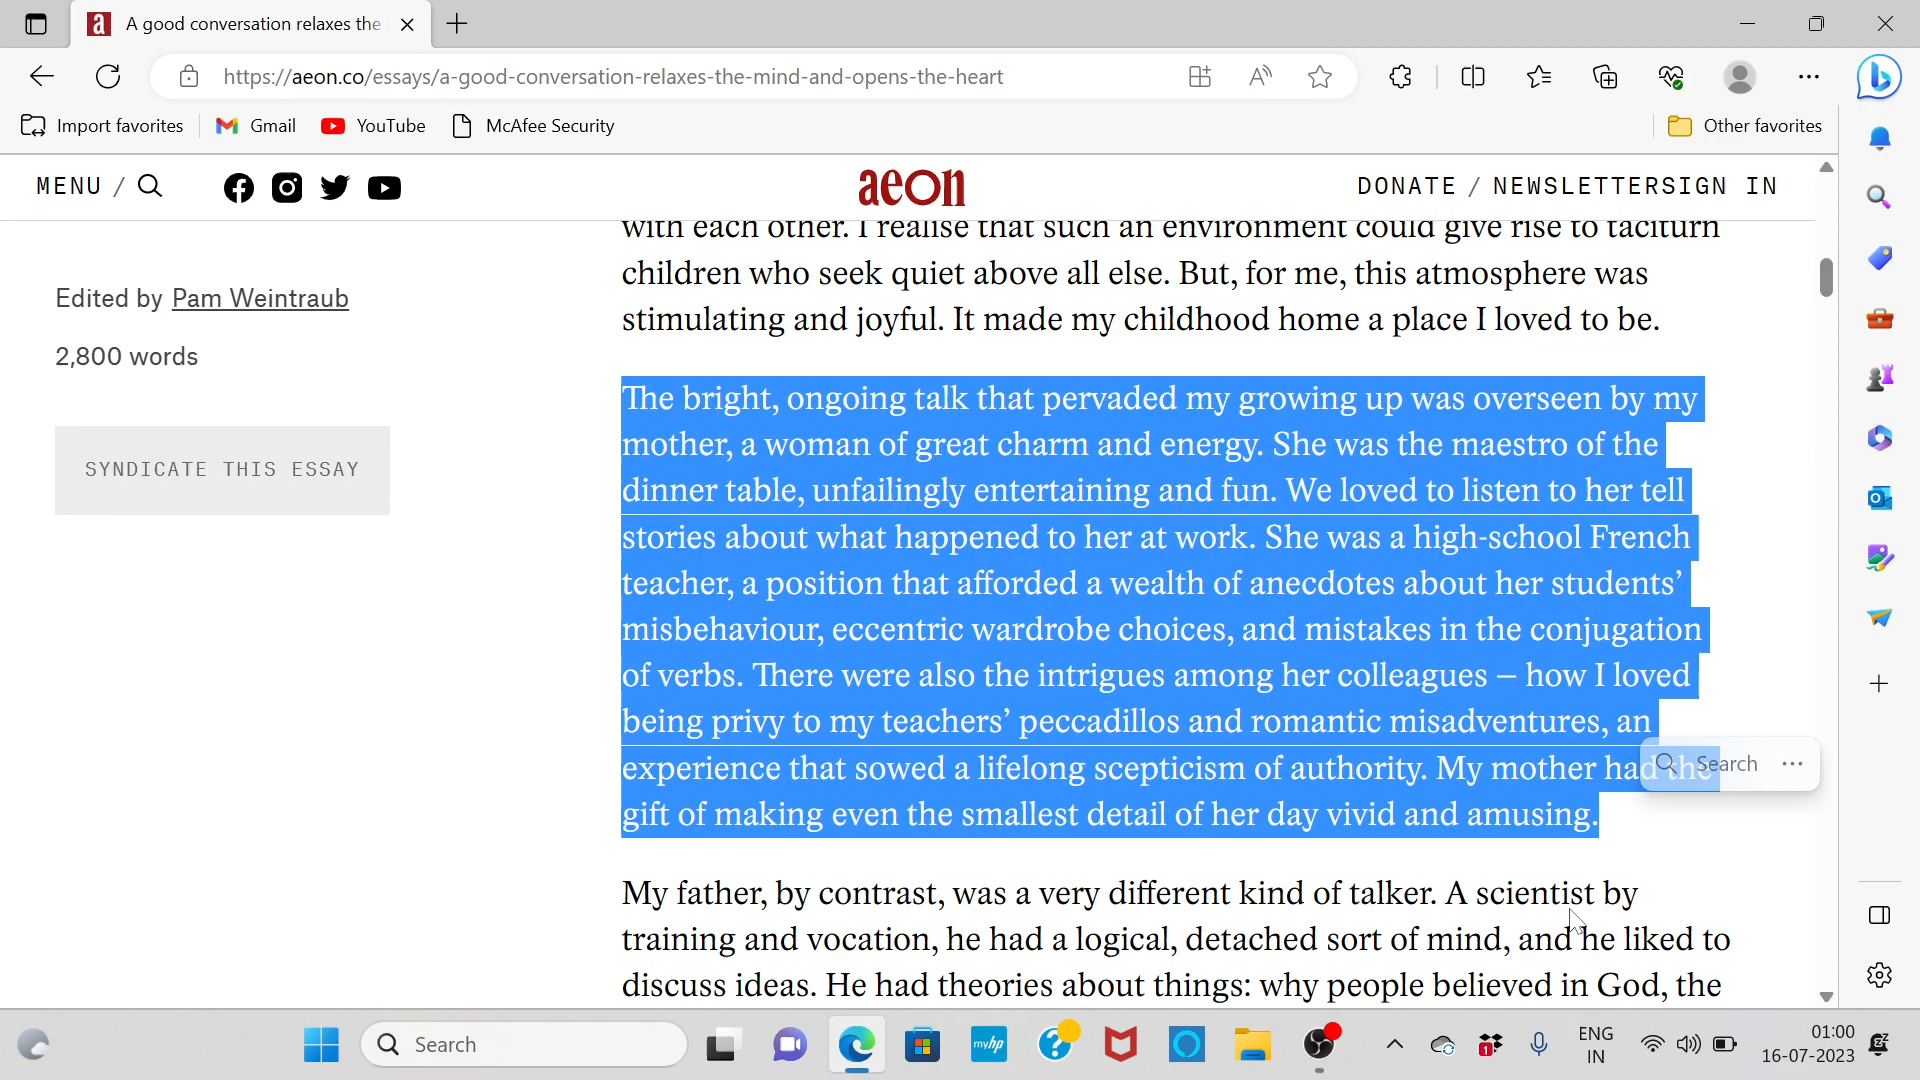 A good conversation relaxes the
https://aeon.co/essays/a-good-conversation-relaxes-the-mind-and-opens-the-heart
Import favorites
Gmail
YouTube
McAfee Security
Other favorites
MENU /
aeon
DONATE / NEWSLETTERSIGN IN
Edited by Pam Weintraub
2,800 words
SYNDICATE THIS ESSAY
with each other. I realise that such an environment could give rise to taciturn
children who seek quiet above all else. But, for me, this atmosphere was
stimulating and joyful. It made my childhood home a place I loved to be.
The bright, ongoing talk that pervaded my growing up was overseen by my
mother, a woman of great charm and energy. She was the maestro of the
dinner table, unfailingly entertaining and fun. We loved to listen to her tell
stories about what happened to her at work. She was a high-school French
teacher, a position that afforded a wealth of anecdotes about her students’
misbehaviour, eccentric wardrobe choices, and mistakes in the conjugation
of verbs. There were also the intrigues among her colleagues – how I loved
being privy to my teachers’ peccadillos and romantic misadventures, an
experience that sowed a lifelong scepticism of authority. My mother had the
Search
gift of making even the smallest detail of her day vivid and amusing.
My father, by contrast, was a very different kind of talker. A scientist by
training and vocation, he had a logical, detached sort of mind, and he liked to
discuss ideas. He had theories about things: why people believed in God, the
Search
myhp
1
ENG
IN
01:00
16-07-2023